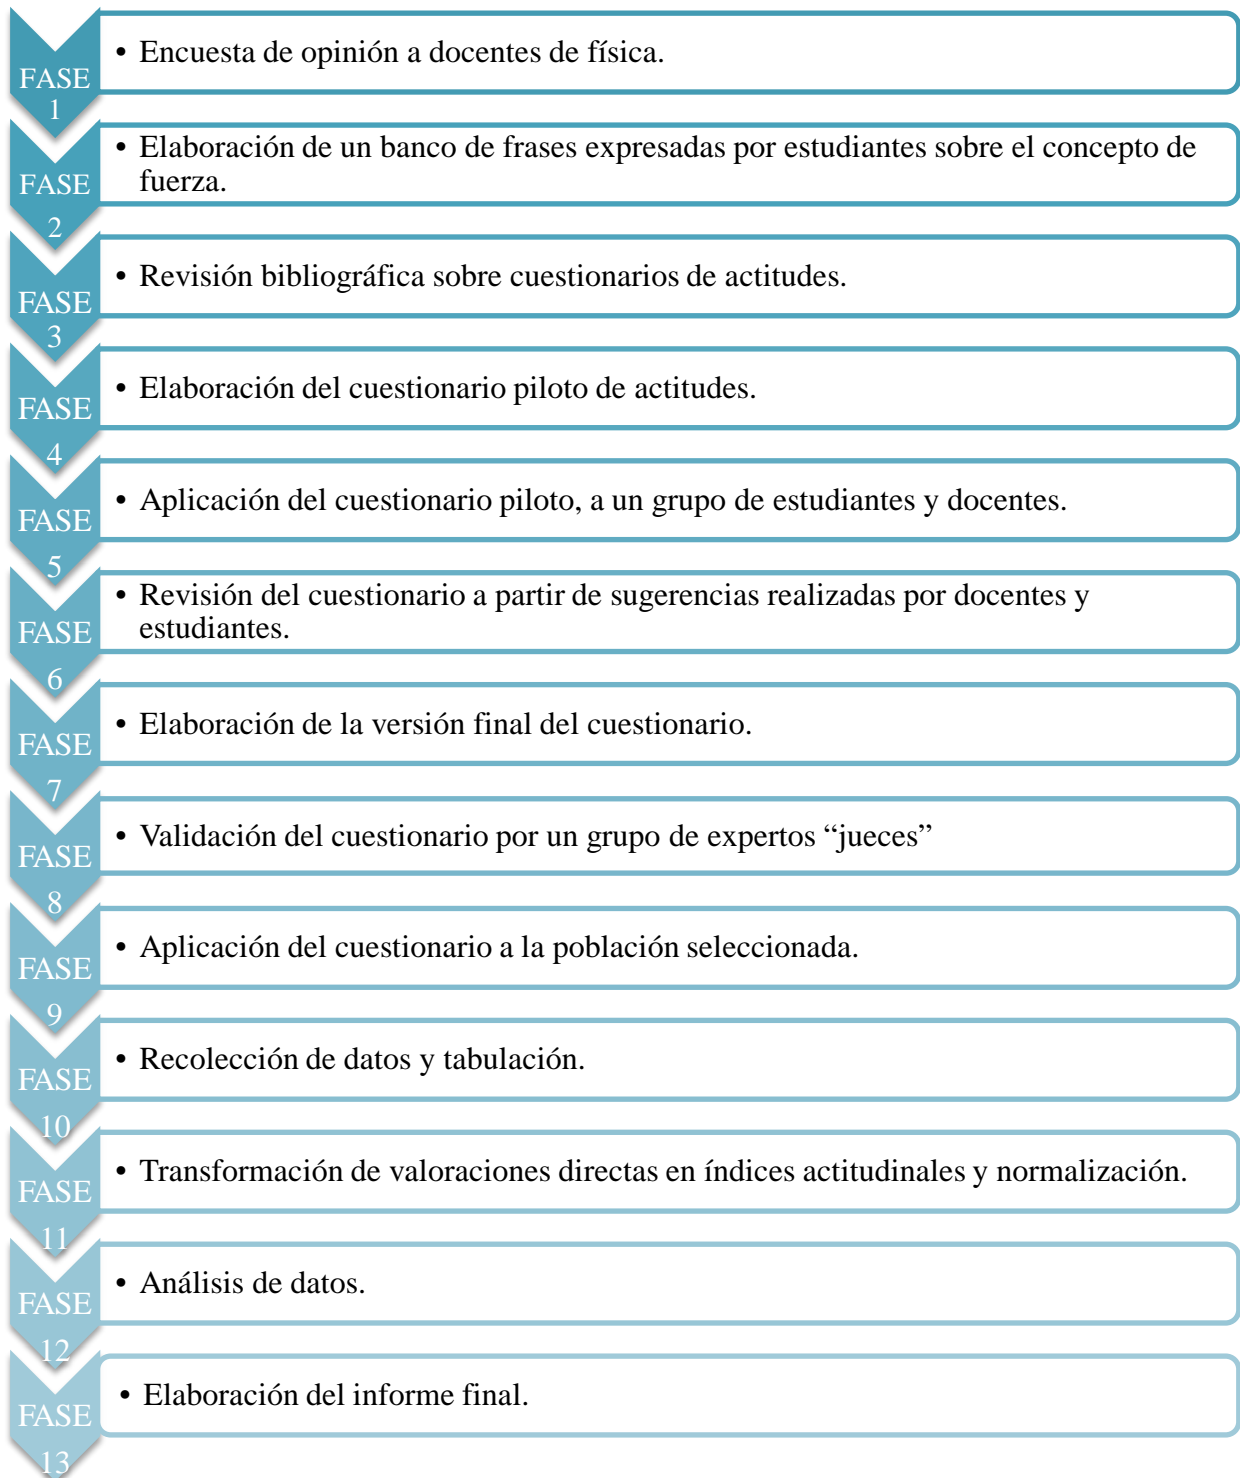 FASE
1
• Encuesta de opinión a docentes de física.
FASE
2
• Elaboración de un banco de frases expresadas por estudiantes sobre el concepto de
fuerza.
FASE
3
• Revisión bibliográfica sobre cuestionarios de actitudes.
FASE
4
• Elaboración del cuestionario piloto de actitudes.
FASE
5
• Aplicación del cuestionario piloto, a un grupo de estudiantes y docentes.
FASE
6
• Revisión del cuestionario a partir de sugerencias realizadas por docentes y
estudiantes.
FASE
7
• Elaboración de la versión final del cuestionario.
FASE
8
• Validación del cuestionario por un grupo de expertos “jueces”
FASE
9
• Aplicación del cuestionario a la población seleccionada.
FASE
10
• Recolección de datos y tabulación.
FASE
11
• Transformación de valoraciones directas en índices actitudinales y normalización.
FASE
12
• Análisis de datos.
FASE
13
• Elaboración del informe final.